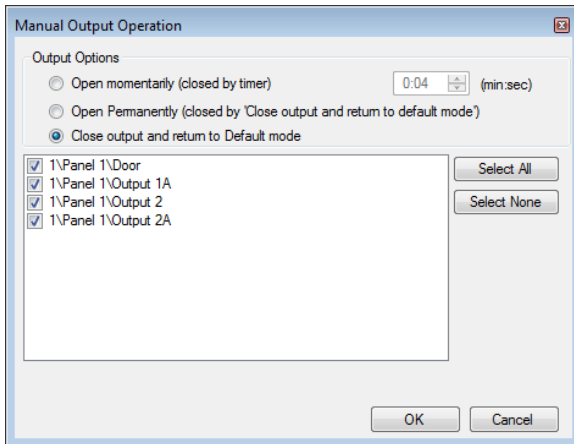 Manual Output Operation
Output Options
Open momentarily (closed by timer) 0:04 (min:sec)
Open Permanently (closed by 'Close output and return to default mode')
Close output and return to Default mode
1\Panel 1\Door
1\Panel 1\Output 1A
1\Panel 1\Output 2
1\Panel 1\Output 2A
Select All
Select None
OK Cancel